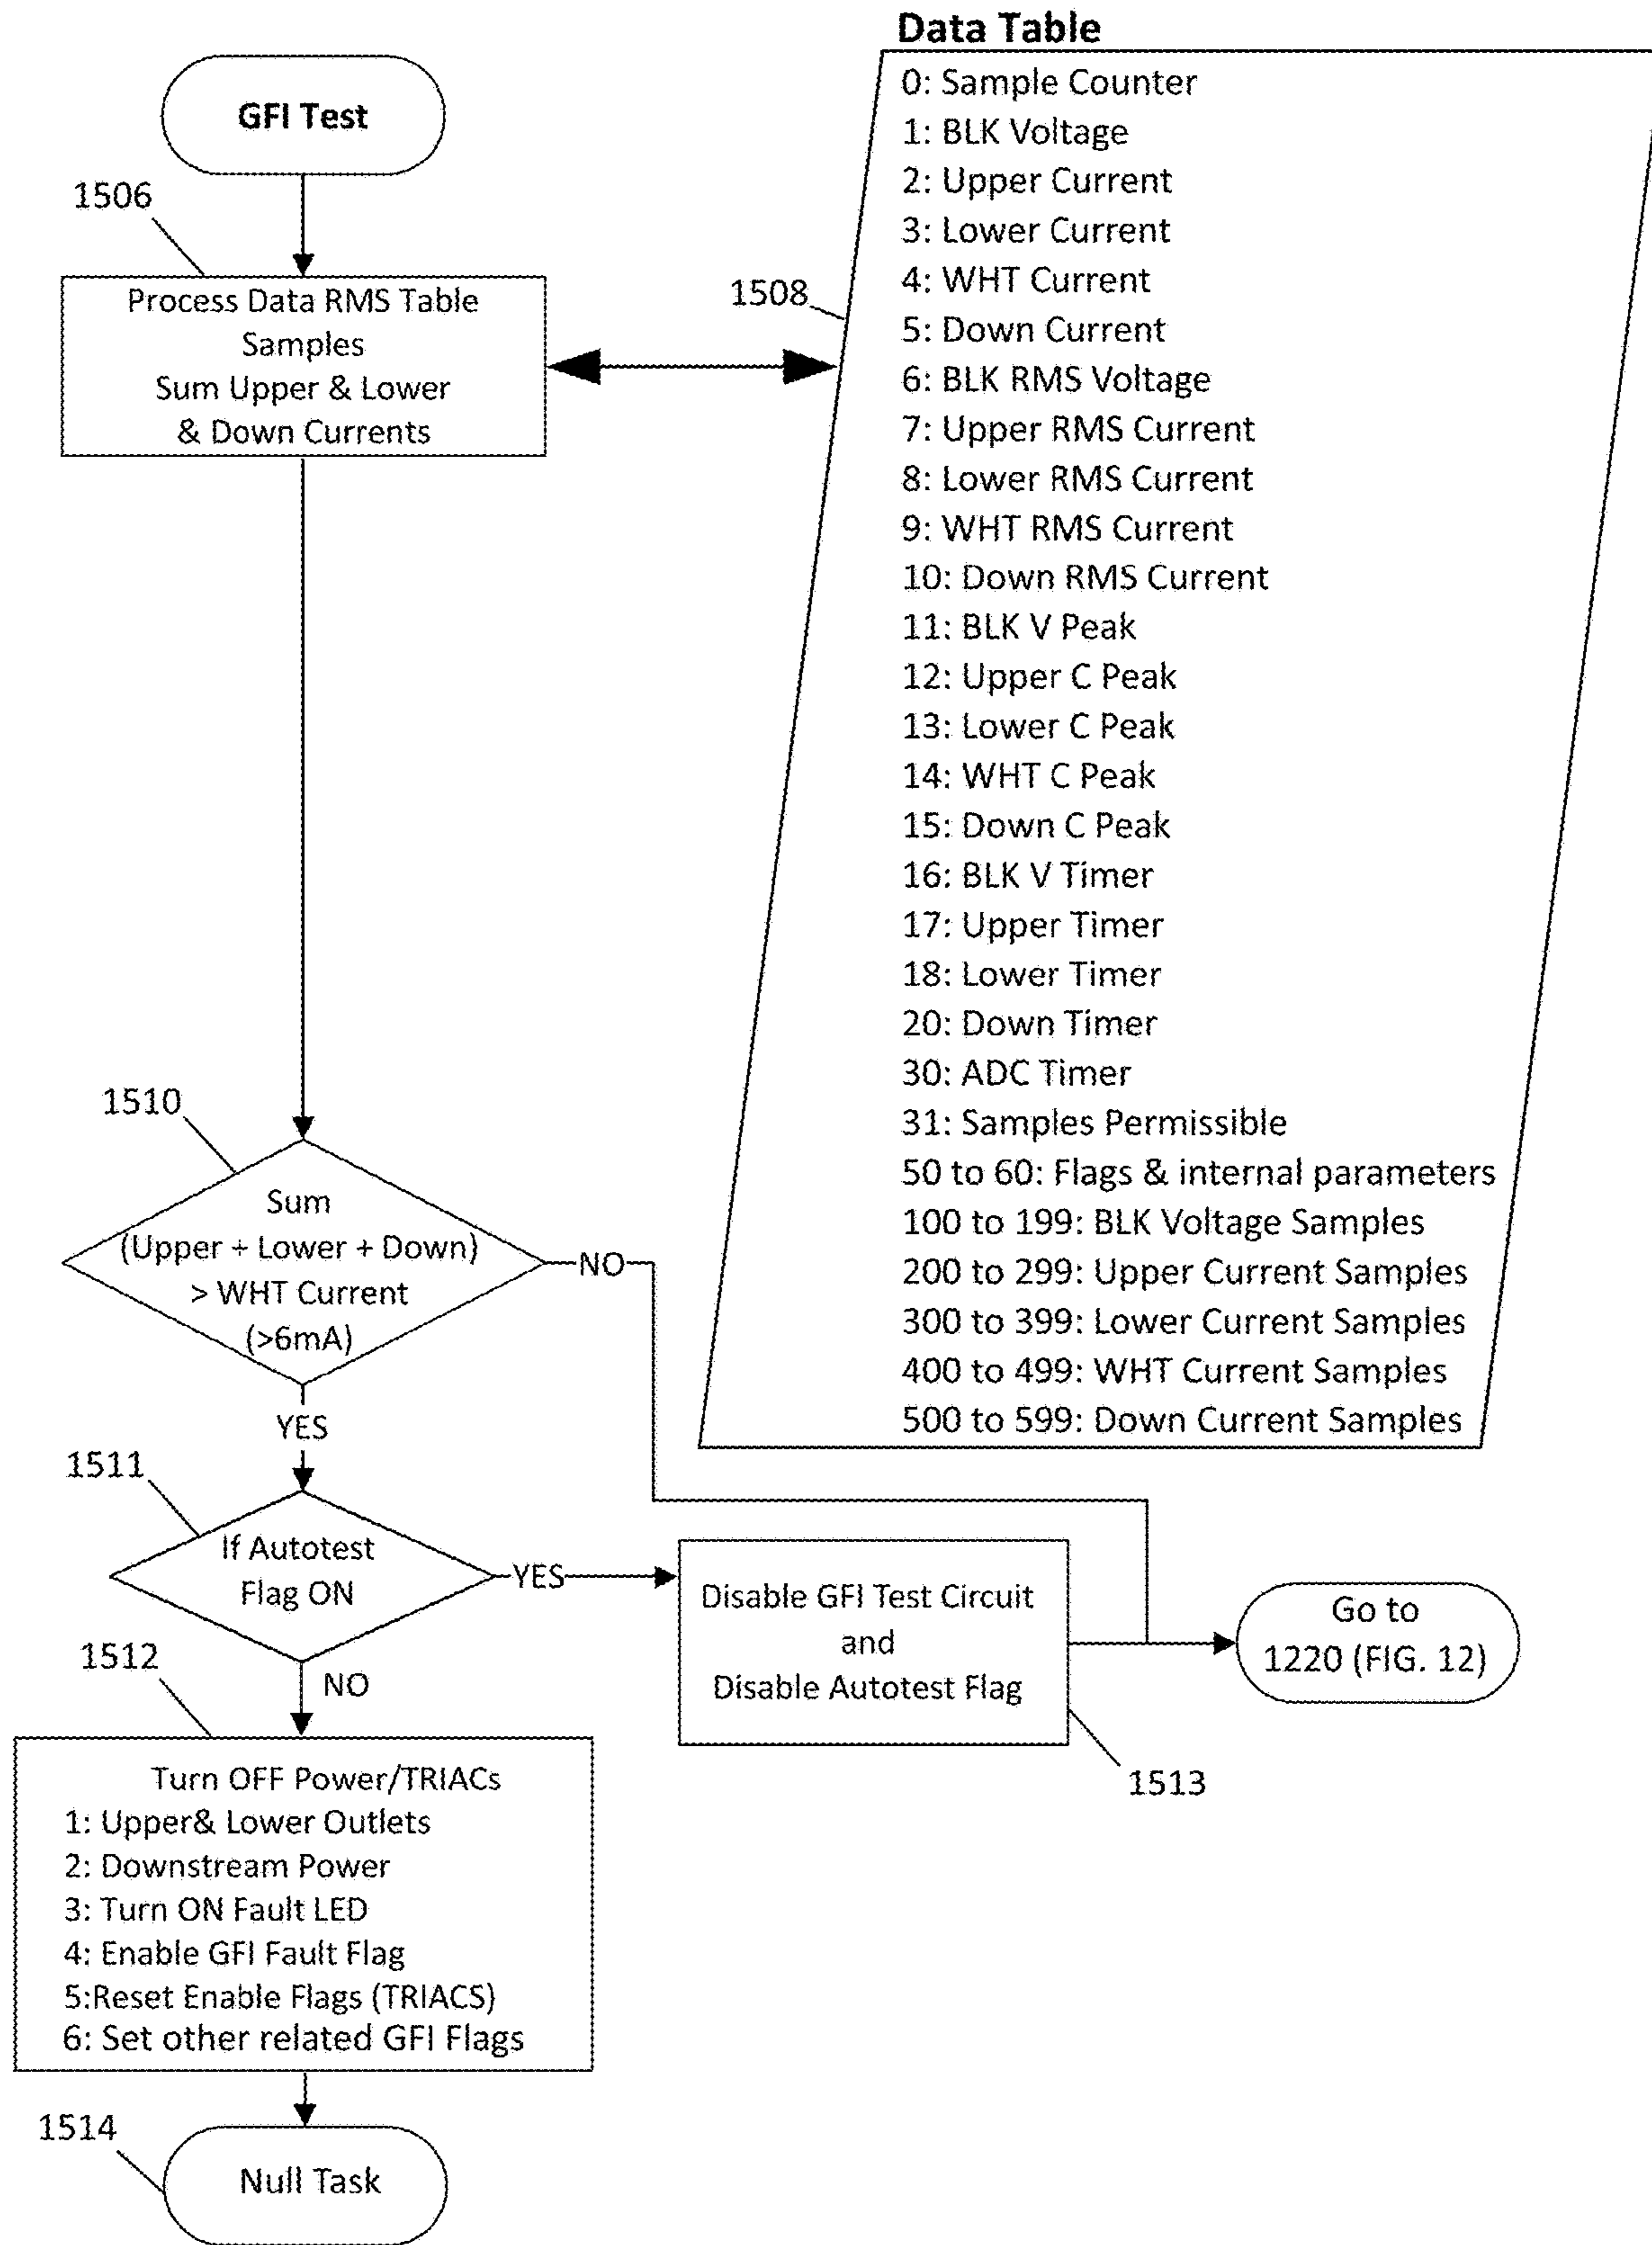 GFI Test
1506
Process Data RMS Table
Samples
Sum Upper & Lower
& Down Currents
Data Table
1508
0: Sample Counter
1: BLK Voltage
2: Upper Current
3: Lower Current
4: WHT Current
5: Down Current
6: BLK RMS Voltage
7: Upper RMS Current
8: Lower RMS Current
9: WHT RMS Current
10: Down RMS Current
11: BLK V Peak
12: Upper C Peak
13: Lower C Peak
14: WHT C Peak
15: Down C Peak
16: BLK V Timer
17: Upper Timer
18: Lower Timer
20: Down Timer
30: ADC Timer
31: Samples Permissible
50 to 60: Flags & internal parameters
100 to 199: BLK Voltage Samples
200 to 299: Upper Current Samples
300 to 399: Lower Current Samples
400 to 499: WHT Current Samples
500 to 599: Down Current Samples
1510
Sum
(Upper + Lower + Down)
> WHT Current
(>6mA)
NO
YES
1511
If Autotest
Flag ON
YES
Disable GFI Test Circuit
and
Disable Autotest Flag
1513
Go to
1220 (FIG. 12)
NO
1512
Turn OFF Power/TRIACs
1: Upper& Lower Outlets
2: Downstream Power
3: Turn ON Fault LED
4: Enable GFI Fault Flag
5:Reset Enable Flags (TRIACS)
6: Set other related GFI Flags
1514
Null Task